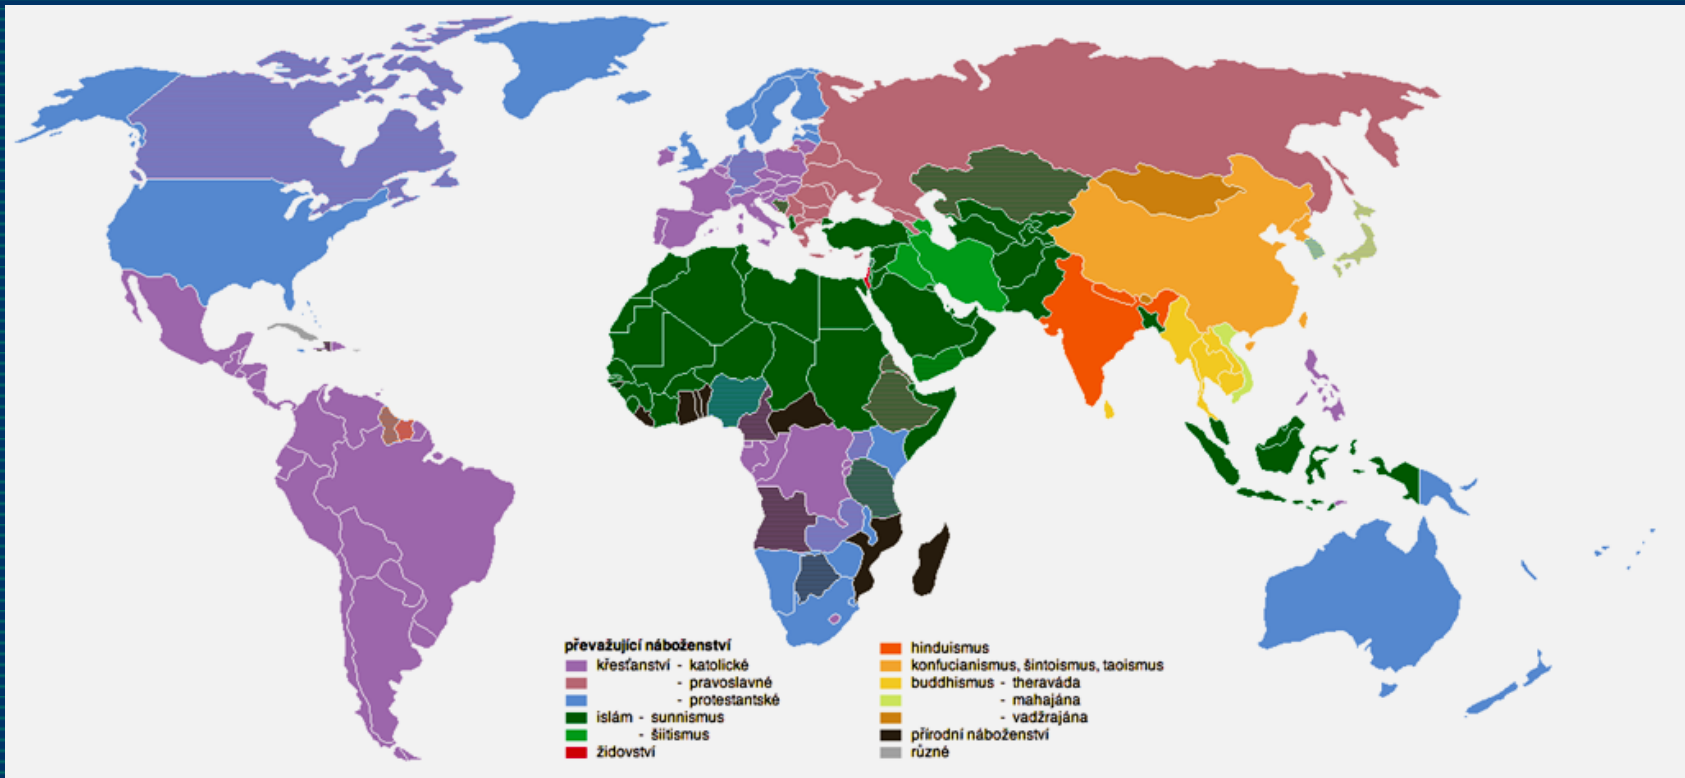 převažující náboženství
křesťanství - katolické
- pravoslavné
- protestantské
islám - sunnismus
- šiitismus
židovství
hinduismus
konfucianismus, šintoismus, taoismus
buddhismus - theraváda
- mahajána
- vadžrajána
přírodní náboženství
různé